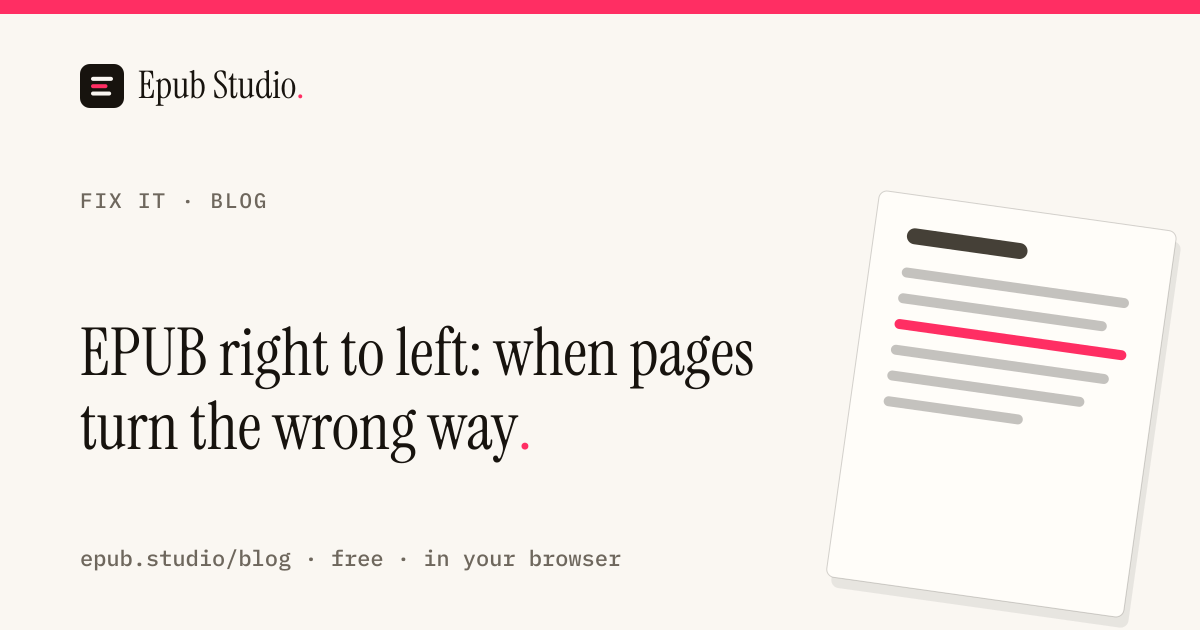 Epub Studio.
FIX IT · BLOG
EPUB right to left: when pages
turn the wrong way.
epub.studio/blog · free · in your browser